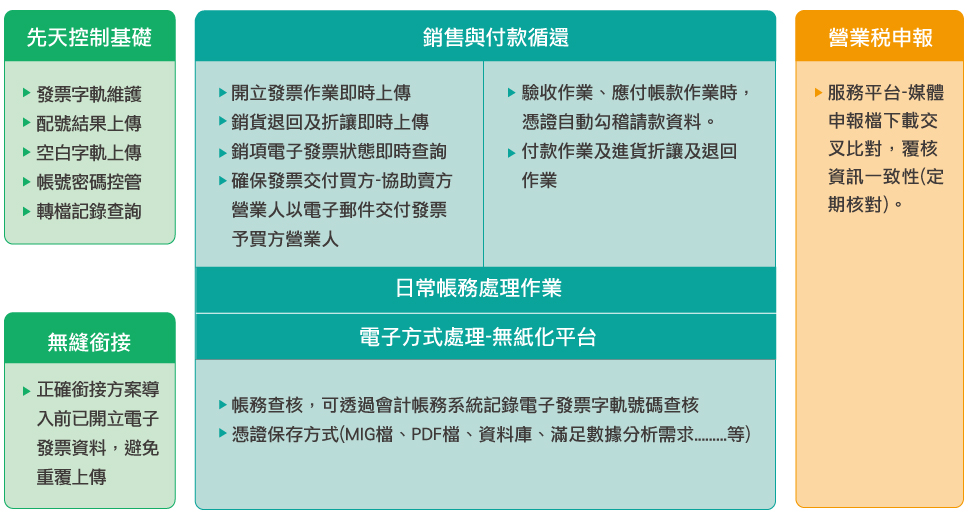 先天控制基礎
發票字軌維護
配號結果上傳
空白字軌上傳
帳號密碼控管
轉檔記錄查詢
無縫銜接
正確銜接方案導
入前已開立電子
發票資料，避免
重覆上傳
銷售與付款循還
開立發票作業即時上傳
銷貨退回及折讓即時上傳
銷項電子發票狀態即時查詢
確保發票交付買方-協助賣方
營業人以電子郵件交付發票
予買方營業人
驗收作業、應付帳款作業時，
憑證自動勾稽請款資料。
付款作業及進貨折讓及退回
作業
日常帳務處理作業
電子方式處理-無紙化平台
帳務查核，可透過會計帳務系統記錄電子發票字軌號碼查核
憑證保存方式(MIG檔、PDF檔、資料庫、滿足數據分析需求.........等)
營業税申報
服務平台-媒體
申報檔下載交
叉比對，覆核
資訊一致性(定
期核對)。